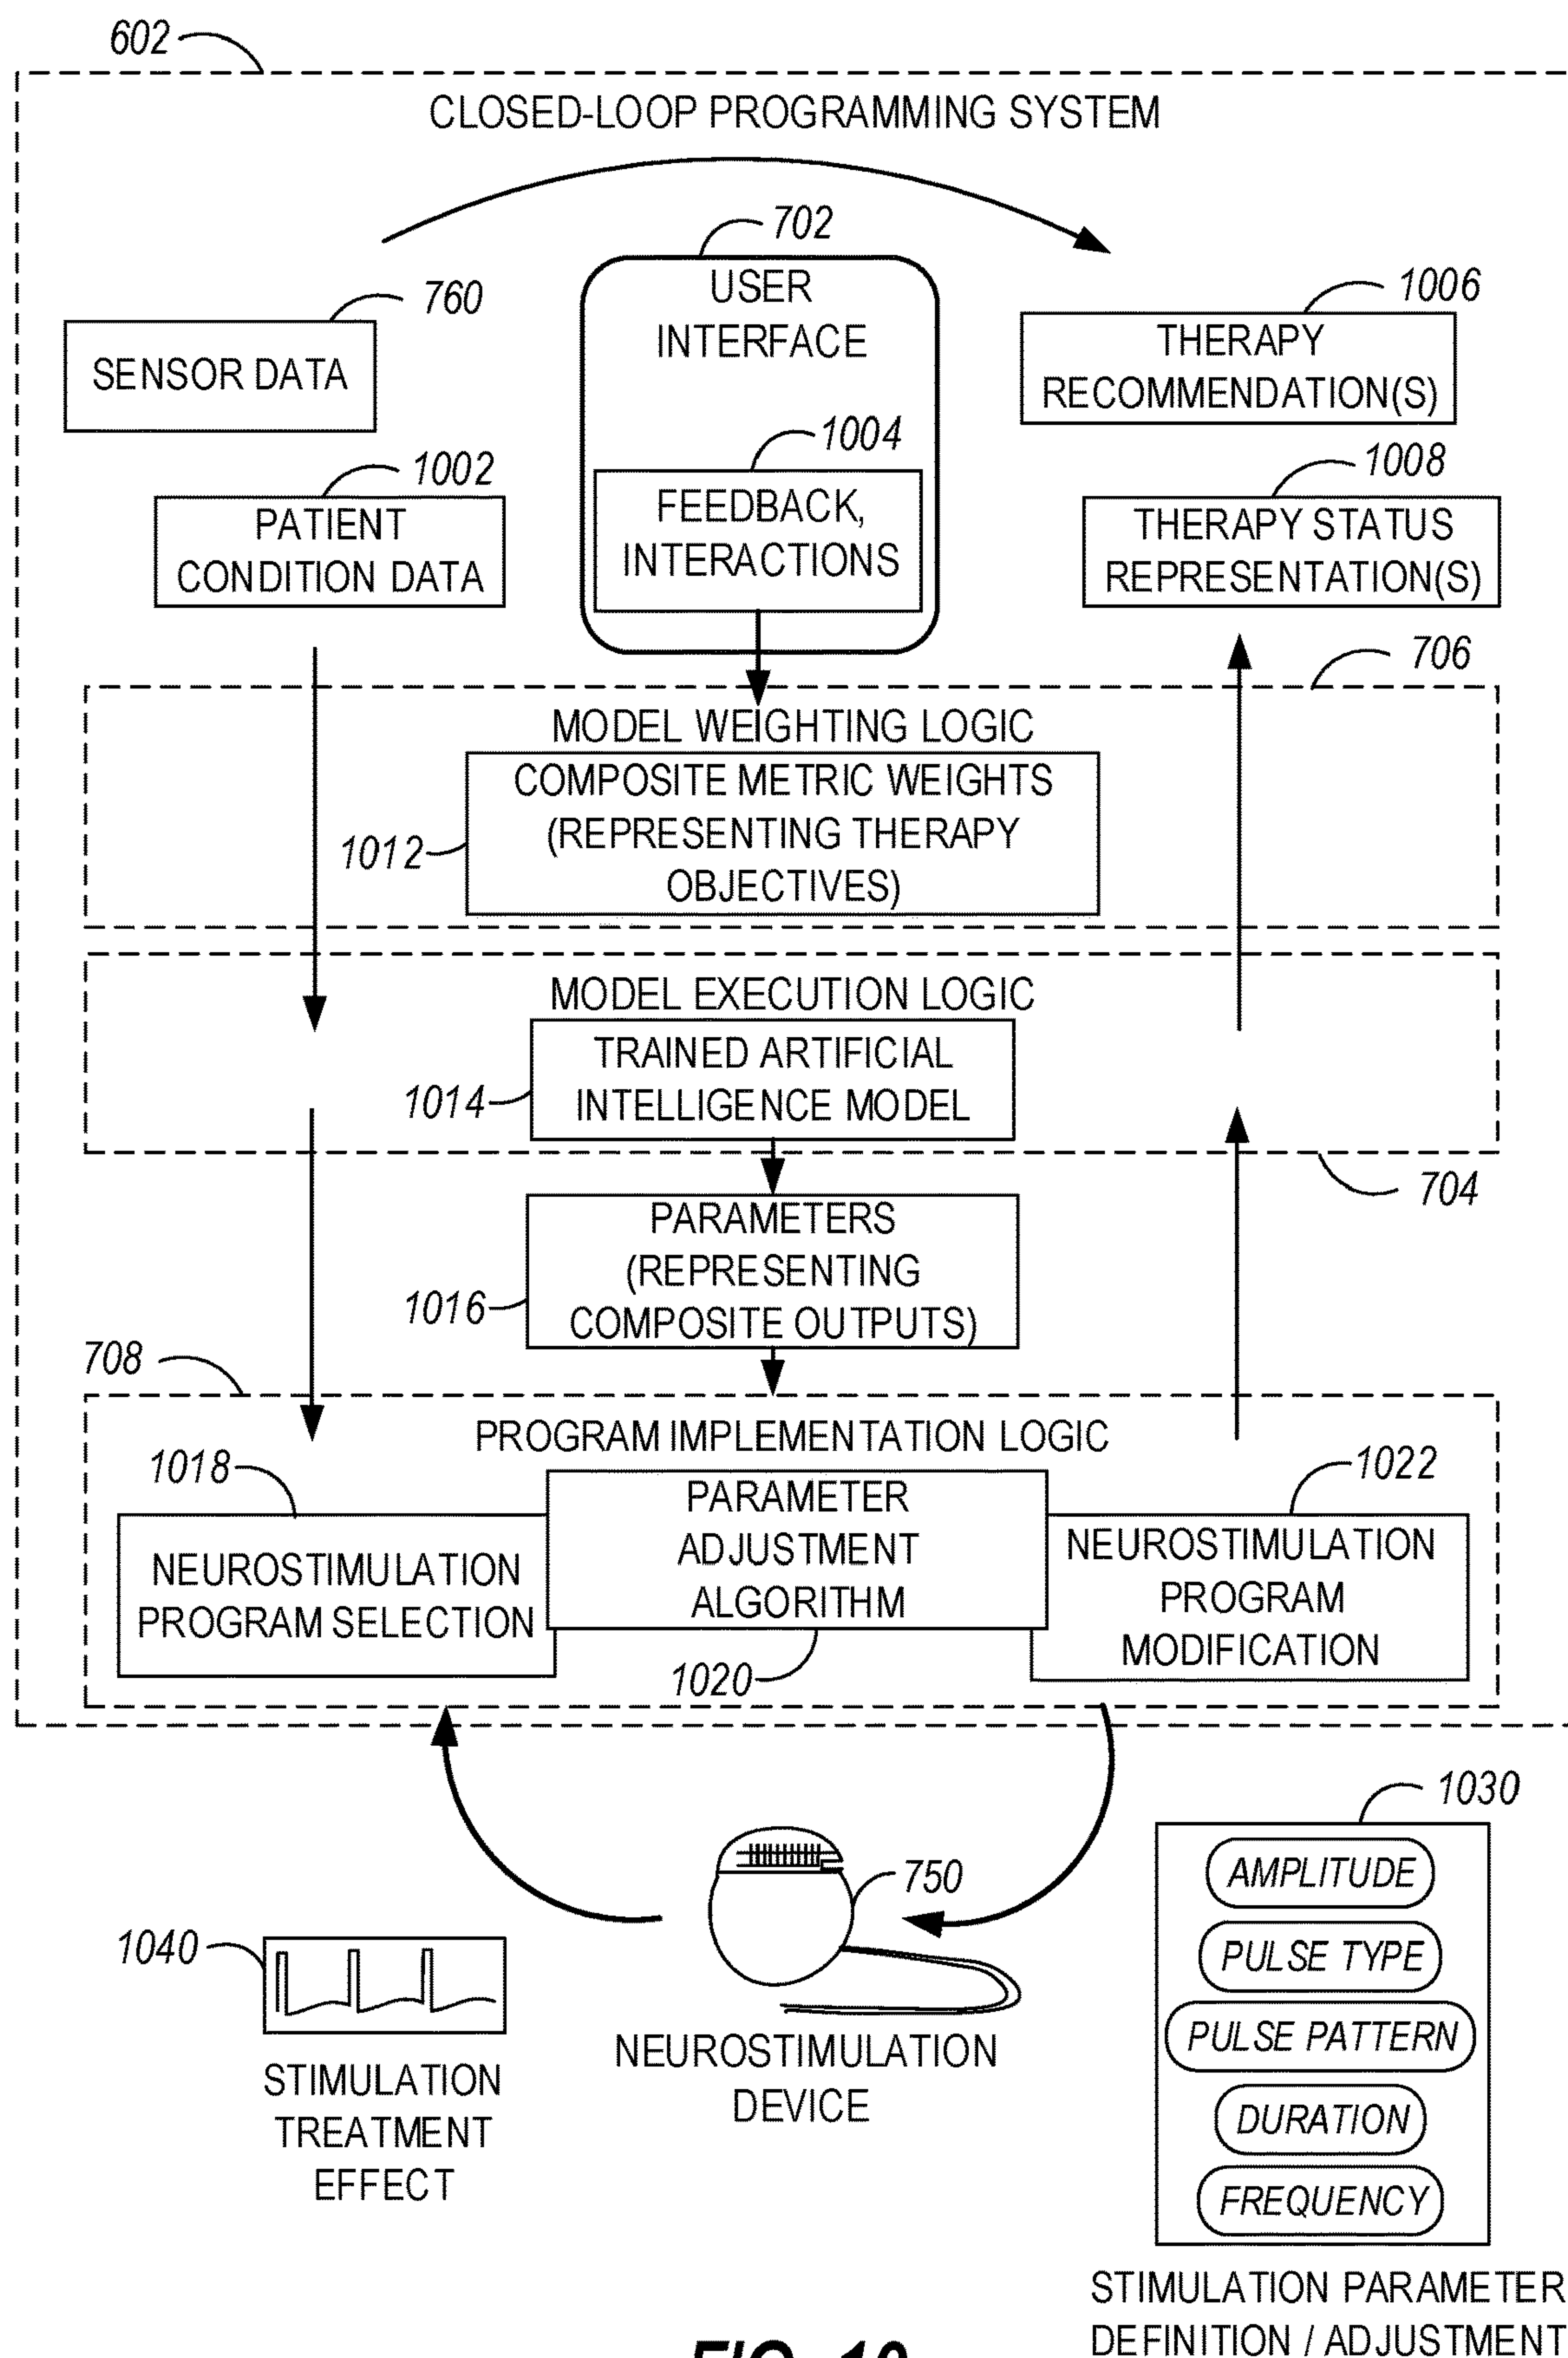 602
CLOSED-LOOP PROGRAMMING SYSTEM
702
USER
INTERFACE
760
SENSOR DATA
1006
THERAPY
RECOMMENDATION(S)
1002
PATIENT
CONDITION DATA
1004
FEEDBACK,
INTERACTIONS
1008
THERAPY STATUS
REPRESENTATION(S)
706
MODEL WEIGHTING LOGIC
COMPOSITE METRIC WEIGHTS
(REPRESENTING THERAPY
OBJECTIVES)
1012
MODEL EXECUTION LOGIC
TRAINED ARTIFICIAL
INTELLIGENCE MODEL
1014
704
PARAMETERS
(REPRESENTING
COMPOSITE OUTPUTS)
1016
708
PROGRAM IMPLEMENTATION LOGIC
1018
NEUROSTIMULATION
PROGRAM SELECTION
PARAMETER
ADJUSTMENT
ALGORITHM
1020
1022
NEUROSTIMULATION
PROGRAM
MODIFICATION
750
NEUROSTIMULATION
DEVICE
1040
STIMULATION
TREATMENT
EFFECT
1030
AMPLITUDE
PULSE TYPE
PULSE PATTERN
DURATION
FREQUENCY
STIMULATION PARAMETER
DEFINITION / ADJUSTMENT
FIG. 10